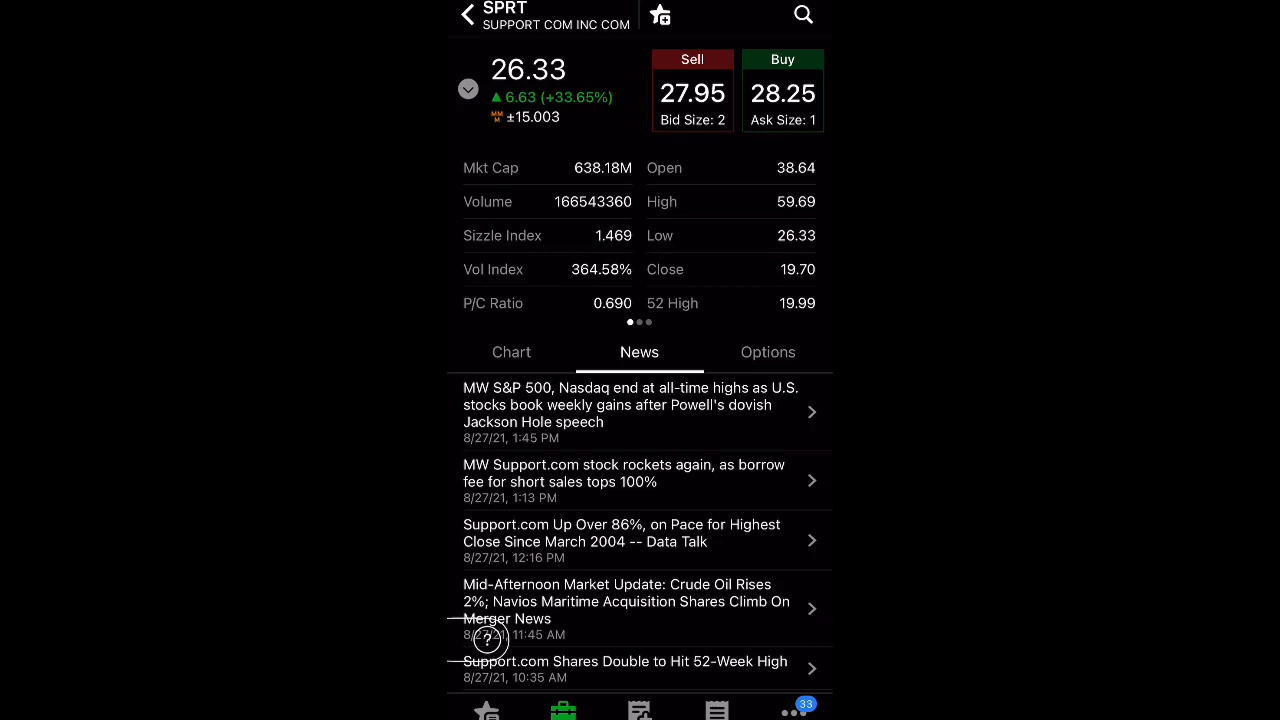 SPRT
SUPPORT COM INC COM
26.33
6.63 (+33.65%)
MM
M
±15.003
Sell
27.95
Bid Size: 2
Buy
28.25
Ask Size: 1
Mkt Cap 638.18M Open 38.64
Volume 166543360 High 59.69
Sizzle Index 1.469 Low 26.33
Vol Index 364.58% Close 19.70
P/C Ratio 0.690 52 High 19.99
Chart News Options
MW S&P 500, Nasdaq end at all-time highs as U.S.
stocks book weekly gains after Powell's dovish
Jackson Hole speech
8/27/21, 1:45 PM
MW Support.com stock rockets again, as borrow
fee for short sales tops 100%
8/27/21, 1:13 PM
Support.com Up Over 86%, on Pace for Highest
Close Since March 2004 -- Data Talk
8/27/21, 12:16 PM
Mid-Afternoon Market Update: Crude Oil Rises
2%; Navios Maritime Acquisition Shares Climb On
Merger News
8/27/21, 11:45 AM
?
Support.com Shares Double to Hit 52-Week High
8/27/21, 10:35 AM
33